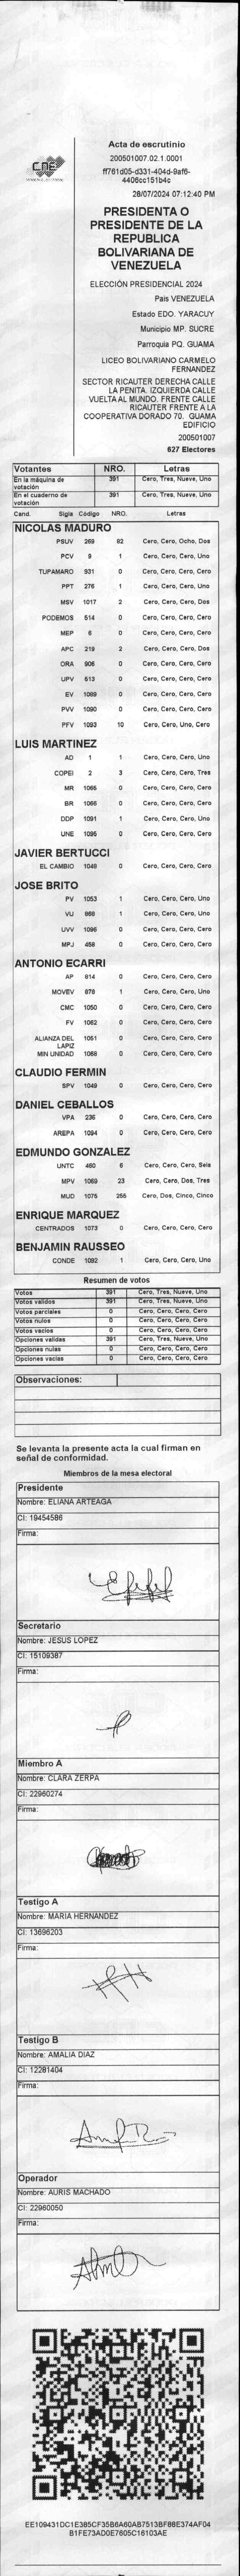 CNE
Acta de escrutinio
200501007.02.1.0001
ff761d05-d331-404d-9af6-
4406cc151b4c
28/07/2024 07:12:40 PM
PRESIDENTA O
PRESIDENTE DE LA
REPUBLICA
BOLIVARIANA DE
VENEZUELA
ELECCIÓN PRESIDENCIAL 2024
Pais VENEZUELA
Estado EDO. YARACUY
Municipio MP. SUCRE
Parroquia PQ. GUAMA
LICEO BOLIVARIANO CARMELO
FERNANDEZ
SECTOR RICAUTER DERECHA CALLE
LA PENITA. IZQUIERDA CALLE
VUELTA AL MUNDO. FRENTE CALLE
RICAUTER FRENTE A LA
COOPERATIVA DORADO 70. GUAMA
EDIFICIO
200501007
627 Electores
Votantes NRO. Letras
En la máquina de votación 391 Cero, Tres, Nueve, Uno
En el cuaderno de votación 391 Cero, Tres, Nueve, Uno
Cand. Sigla Código NRO. Letras
NICOLAS MADURO
PSUV 269 82 Cero, Cero, Ocho, Dos
PCV 9 1 Cero, Cero, Cero, Uno
TUPAMARO 931 0 Cero, Cero, Cero, Cero
PPT 276 1 Cero, Cero, Cero, Uno
MSV 1017 2 Cero, Cero, Cero, Dos
PODEMOS 514 0 Cero, Cero, Cero, Cero
MEP 6 0 Cero, Cero, Cero, Cero
APC 219 2 Cero, Cero, Cero, Dos
ORA 906 0 Cero, Cero, Cero, Cero
UPV 613 0 Cero, Cero, Cero, Cero
EV 1089 0 Cero, Cero, Cero, Cero
PVV 1090 0 Cero, Cero, Cero, Cero
PFV 1093 10 Cero, Cero, Uno, Cero
LUIS MARTINEZ
AD 1 1 Cero, Cero, Cero, Uno
COPEI 2 3 Cero, Cero, Cero, Tres
MR 1065 0 Cero, Cero, Cero, Cero
BR 1066 0 Cero, Cero, Cero, Cero
DDP 1091 1 Cero, Cero, Cero, Uno
UNE 1095 0 Cero, Cero, Cero, Cero
JAVIER BERTUCCI
EL CAMBIO 1048 0 Cero, Cero, Cero, Cero
JOSE BRITO
PV 1053 1 Cero, Cero, Cero, Uno
VU 868 1 Cero, Cero, Cero, Uno
UVV 1096 0 Cero, Cero, Cero, Cero
MPJ 458 0 Cero, Cero, Cero, Cero
ANTONIO ECARRI
AP 814 0 Cero, Cero, Cero, Cero
MOVEV 878 1 Cero, Cero, Cero, Uno
CMC 1050 0 Cero, Cero, Cero, Cero
FV 1062 0 Cero, Cero, Cero, Cero
ALIANZA DEL LAPIZ 1051 0 Cero, Cero, Cero, Cero
MIN UNIDAD 1068 0 Cero, Cero, Cero, Cero
CLAUDIO FERMIN
SPV 1049 0 Cero, Cero, Cero, Cero
DANIEL CEBALLOS
VPA 236 0 Cero, Cero, Cero, Cero
AREPA 1094 0 Cero, Cero, Cero, Cero
EDMUNDO GONZALEZ
UNTC 460 6 Cero, Cero, Cero, Seis
MPV 1069 23 Cero, Cero, Dos, Tres
MUD 1075 255 Cero, Dos, Cinco, Cinco
ENRIQUE MARQUEZ
CENTRADOS 1073 0 Cero, Cero, Cero, Cero
BENJAMIN RAUSSEO
CONDE 1092 1 Cero, Cero, Cero, Uno
Resumen de votos
Votos 391 Cero, Tres, Nueve, Uno
Votos validos 391 Cero, Tres, Nueve, Uno
Votos parciales 0 Cero, Cero, Cero, Cero
Votos nulos 0 Cero, Cero, Cero, Cero
Votos vacios 0 Cero, Cero, Cero, Cero
Opciones validas 391 Cero, Tres, Nueve, Uno
Opciones nulas 0 Cero, Cero, Cero, Cero
Opciones vacias 0 Cero, Cero, Cero, Cero
Observaciones:
Se levanta la presente acta la cual firman en
señal de conformidad.
Miembros de la mesa electoral
Presidente
Nombre: ELIANA ARTEAGA
CI: 19454586
Firma:
Secretario
Nombre: JESUS LOPEZ
CI: 15109387
Firma:
Miembro A
Nombre: CLARA ZERPA
CI: 22960274
Firma:
Testigo A
Nombre: MARIA HERNANDEZ
CI: 13696203
Firma:
Testigo B
Nombre: AMALIA DIAZ
CI: 12281404
Firma:
Operador
Nombre: AURIS MACHADO
CI: 22960050
Firma:
EE109431DC1E385CF35B6A60AB7513BF88E374AF04
B1FE73AD0E7605C16103AE